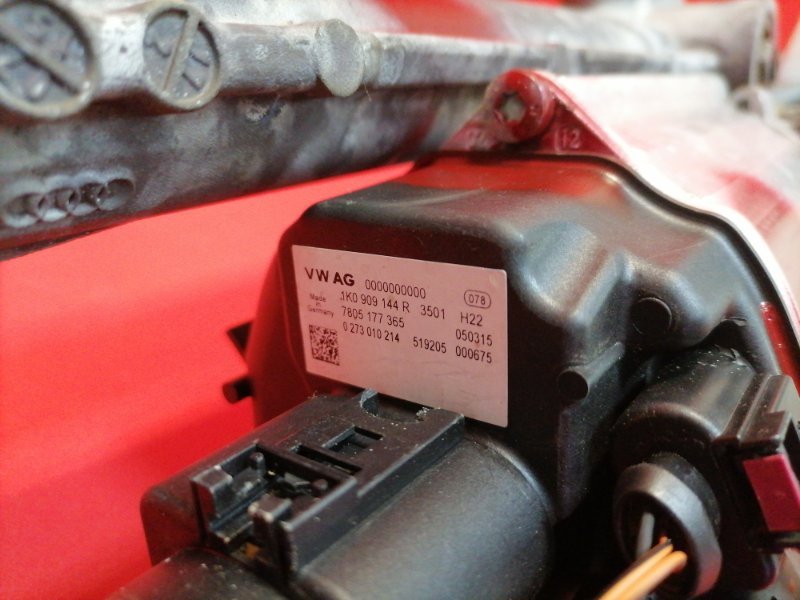 12
VW AG 0000000000 078
Made in Germany
1K0 909 144 R 3501 H22
7805 177 365 050315
0 273 010 214 519205 000675